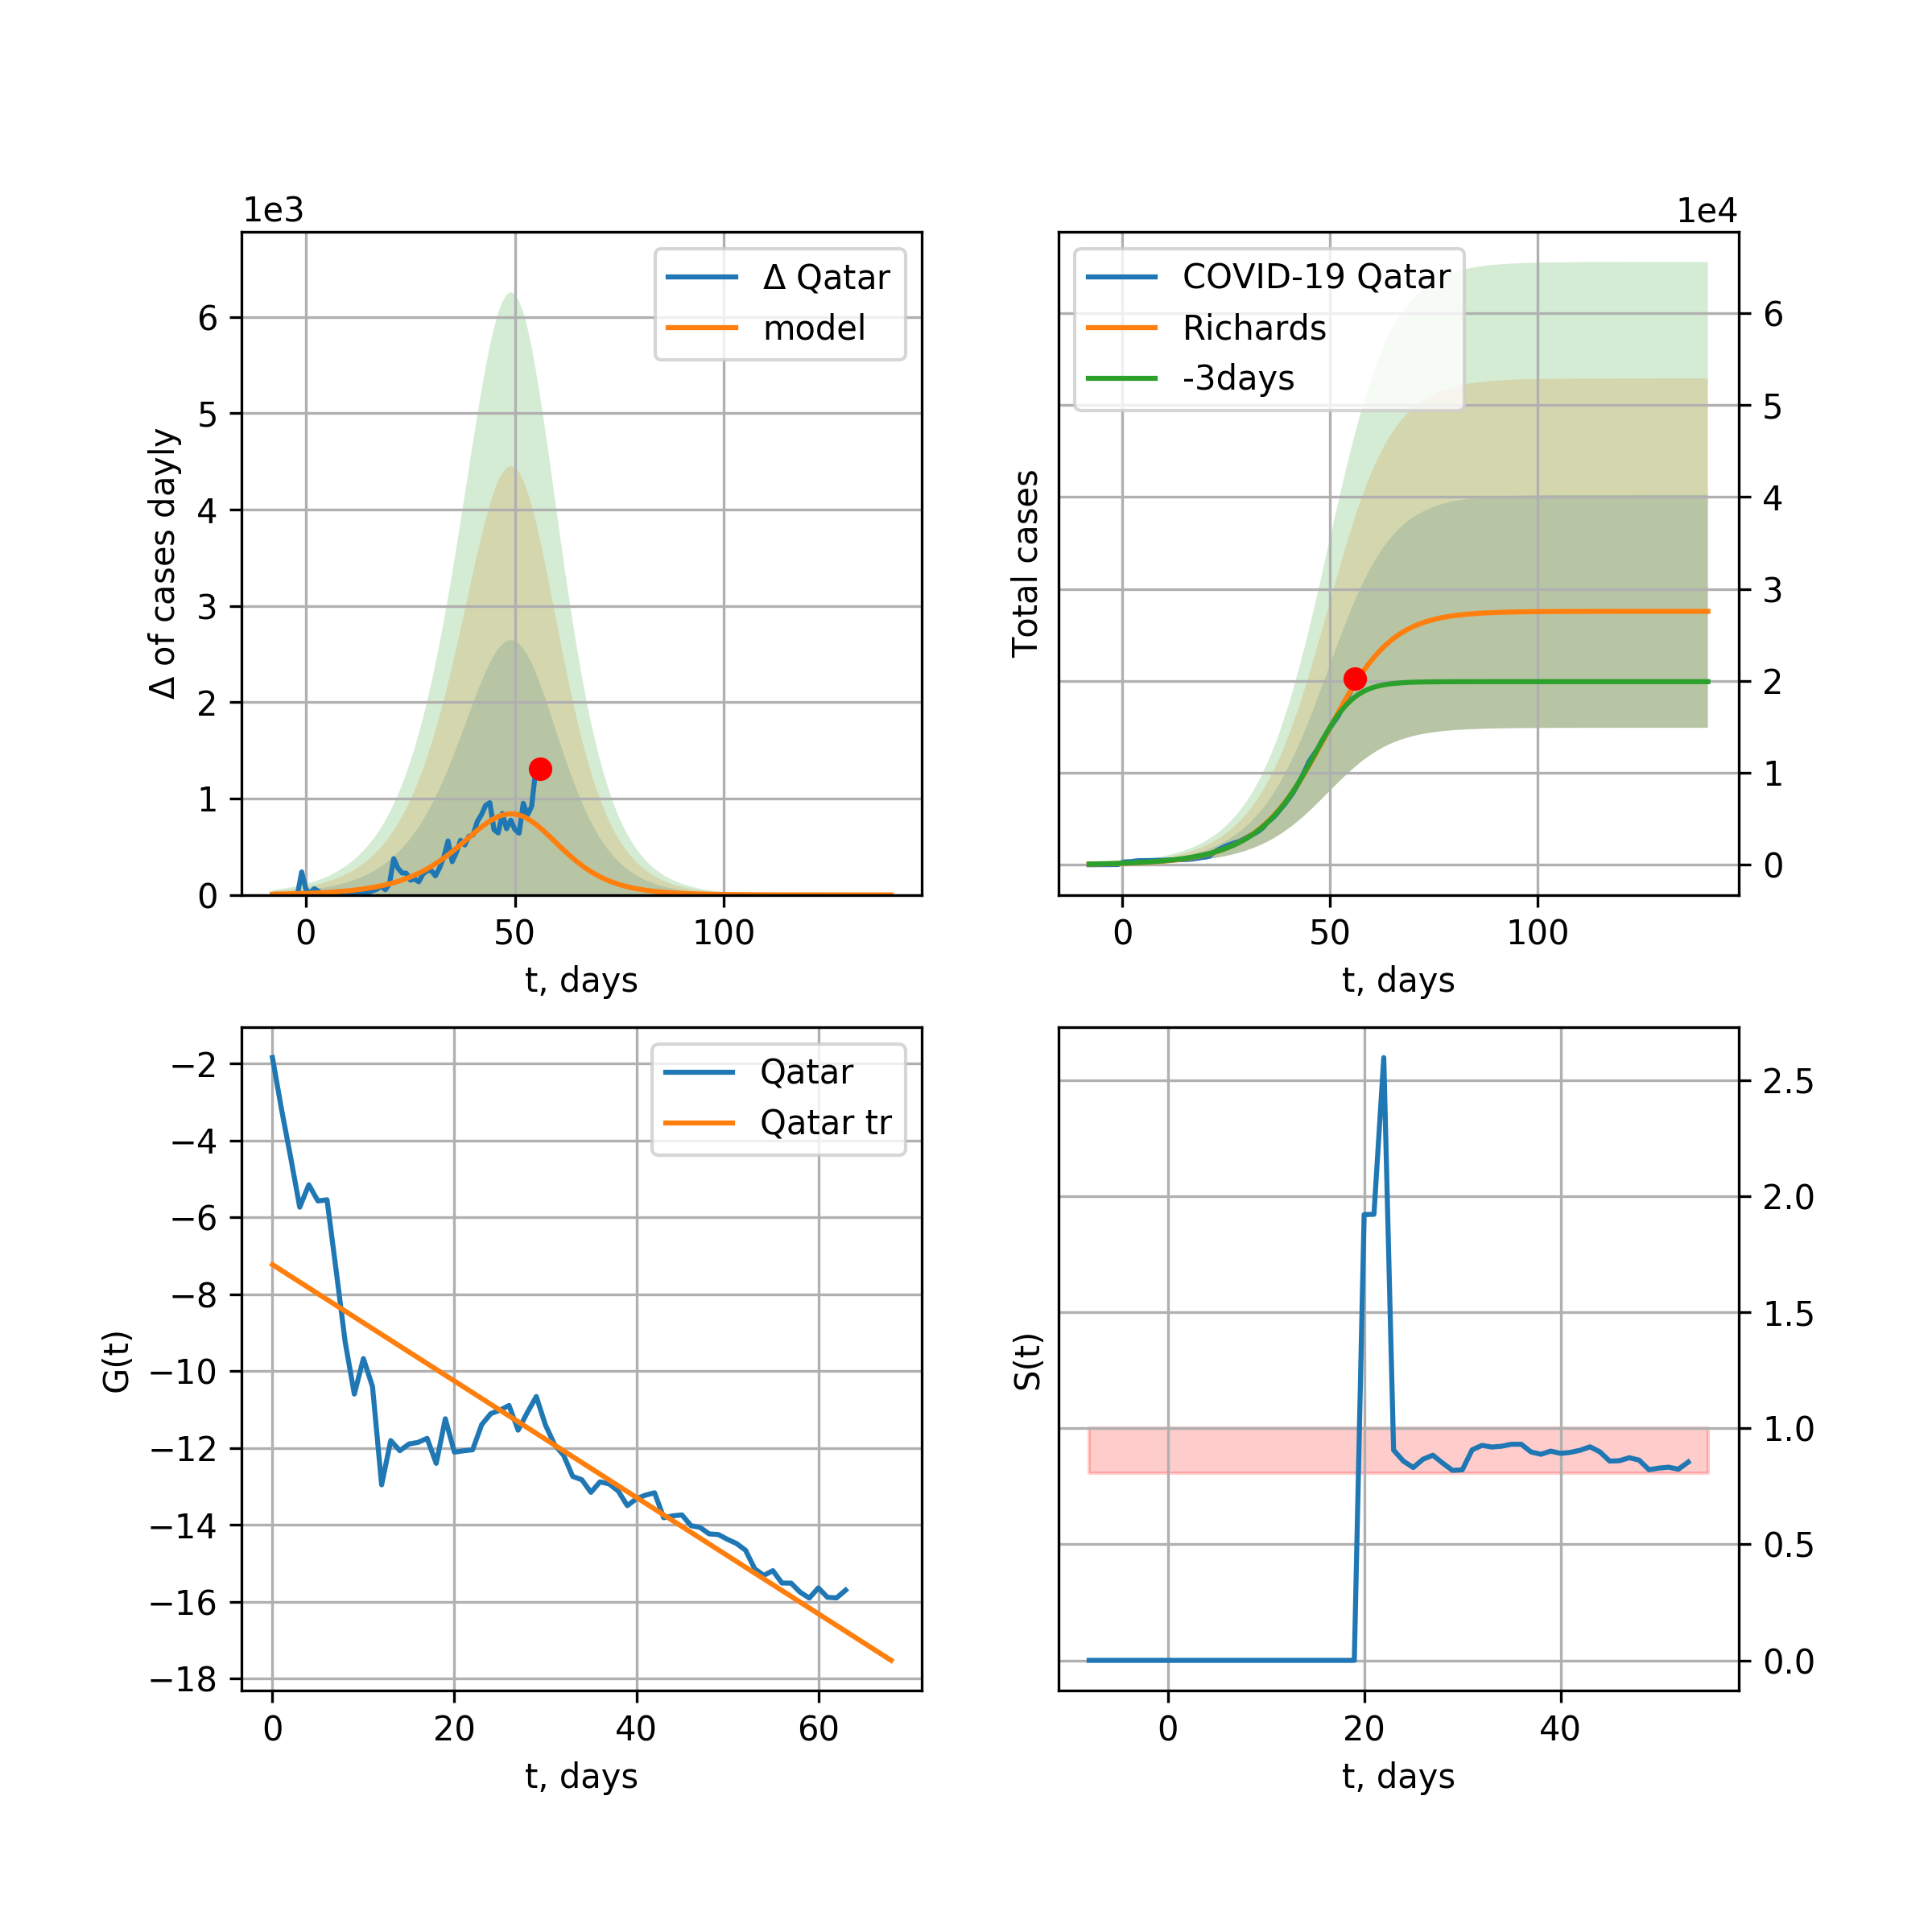 1e3
Δ of cases dayly
6
5
4
3
2
1
0
0 50 100
t, days
Δ Qatar
model
1e4
Total cases
6
5
4
3
2
1
0
0 50 100
t, days
COVID-19 Qatar
Richards
-3days
G(t)
−2
−4
−6
−8
−10
−12
−14
−16
−18
0 20 40 60
t, days
Qatar
Qatar tr
S(t)
2.5
2.0
1.5
1.0
0.5
0.0
0 20 40
t, days